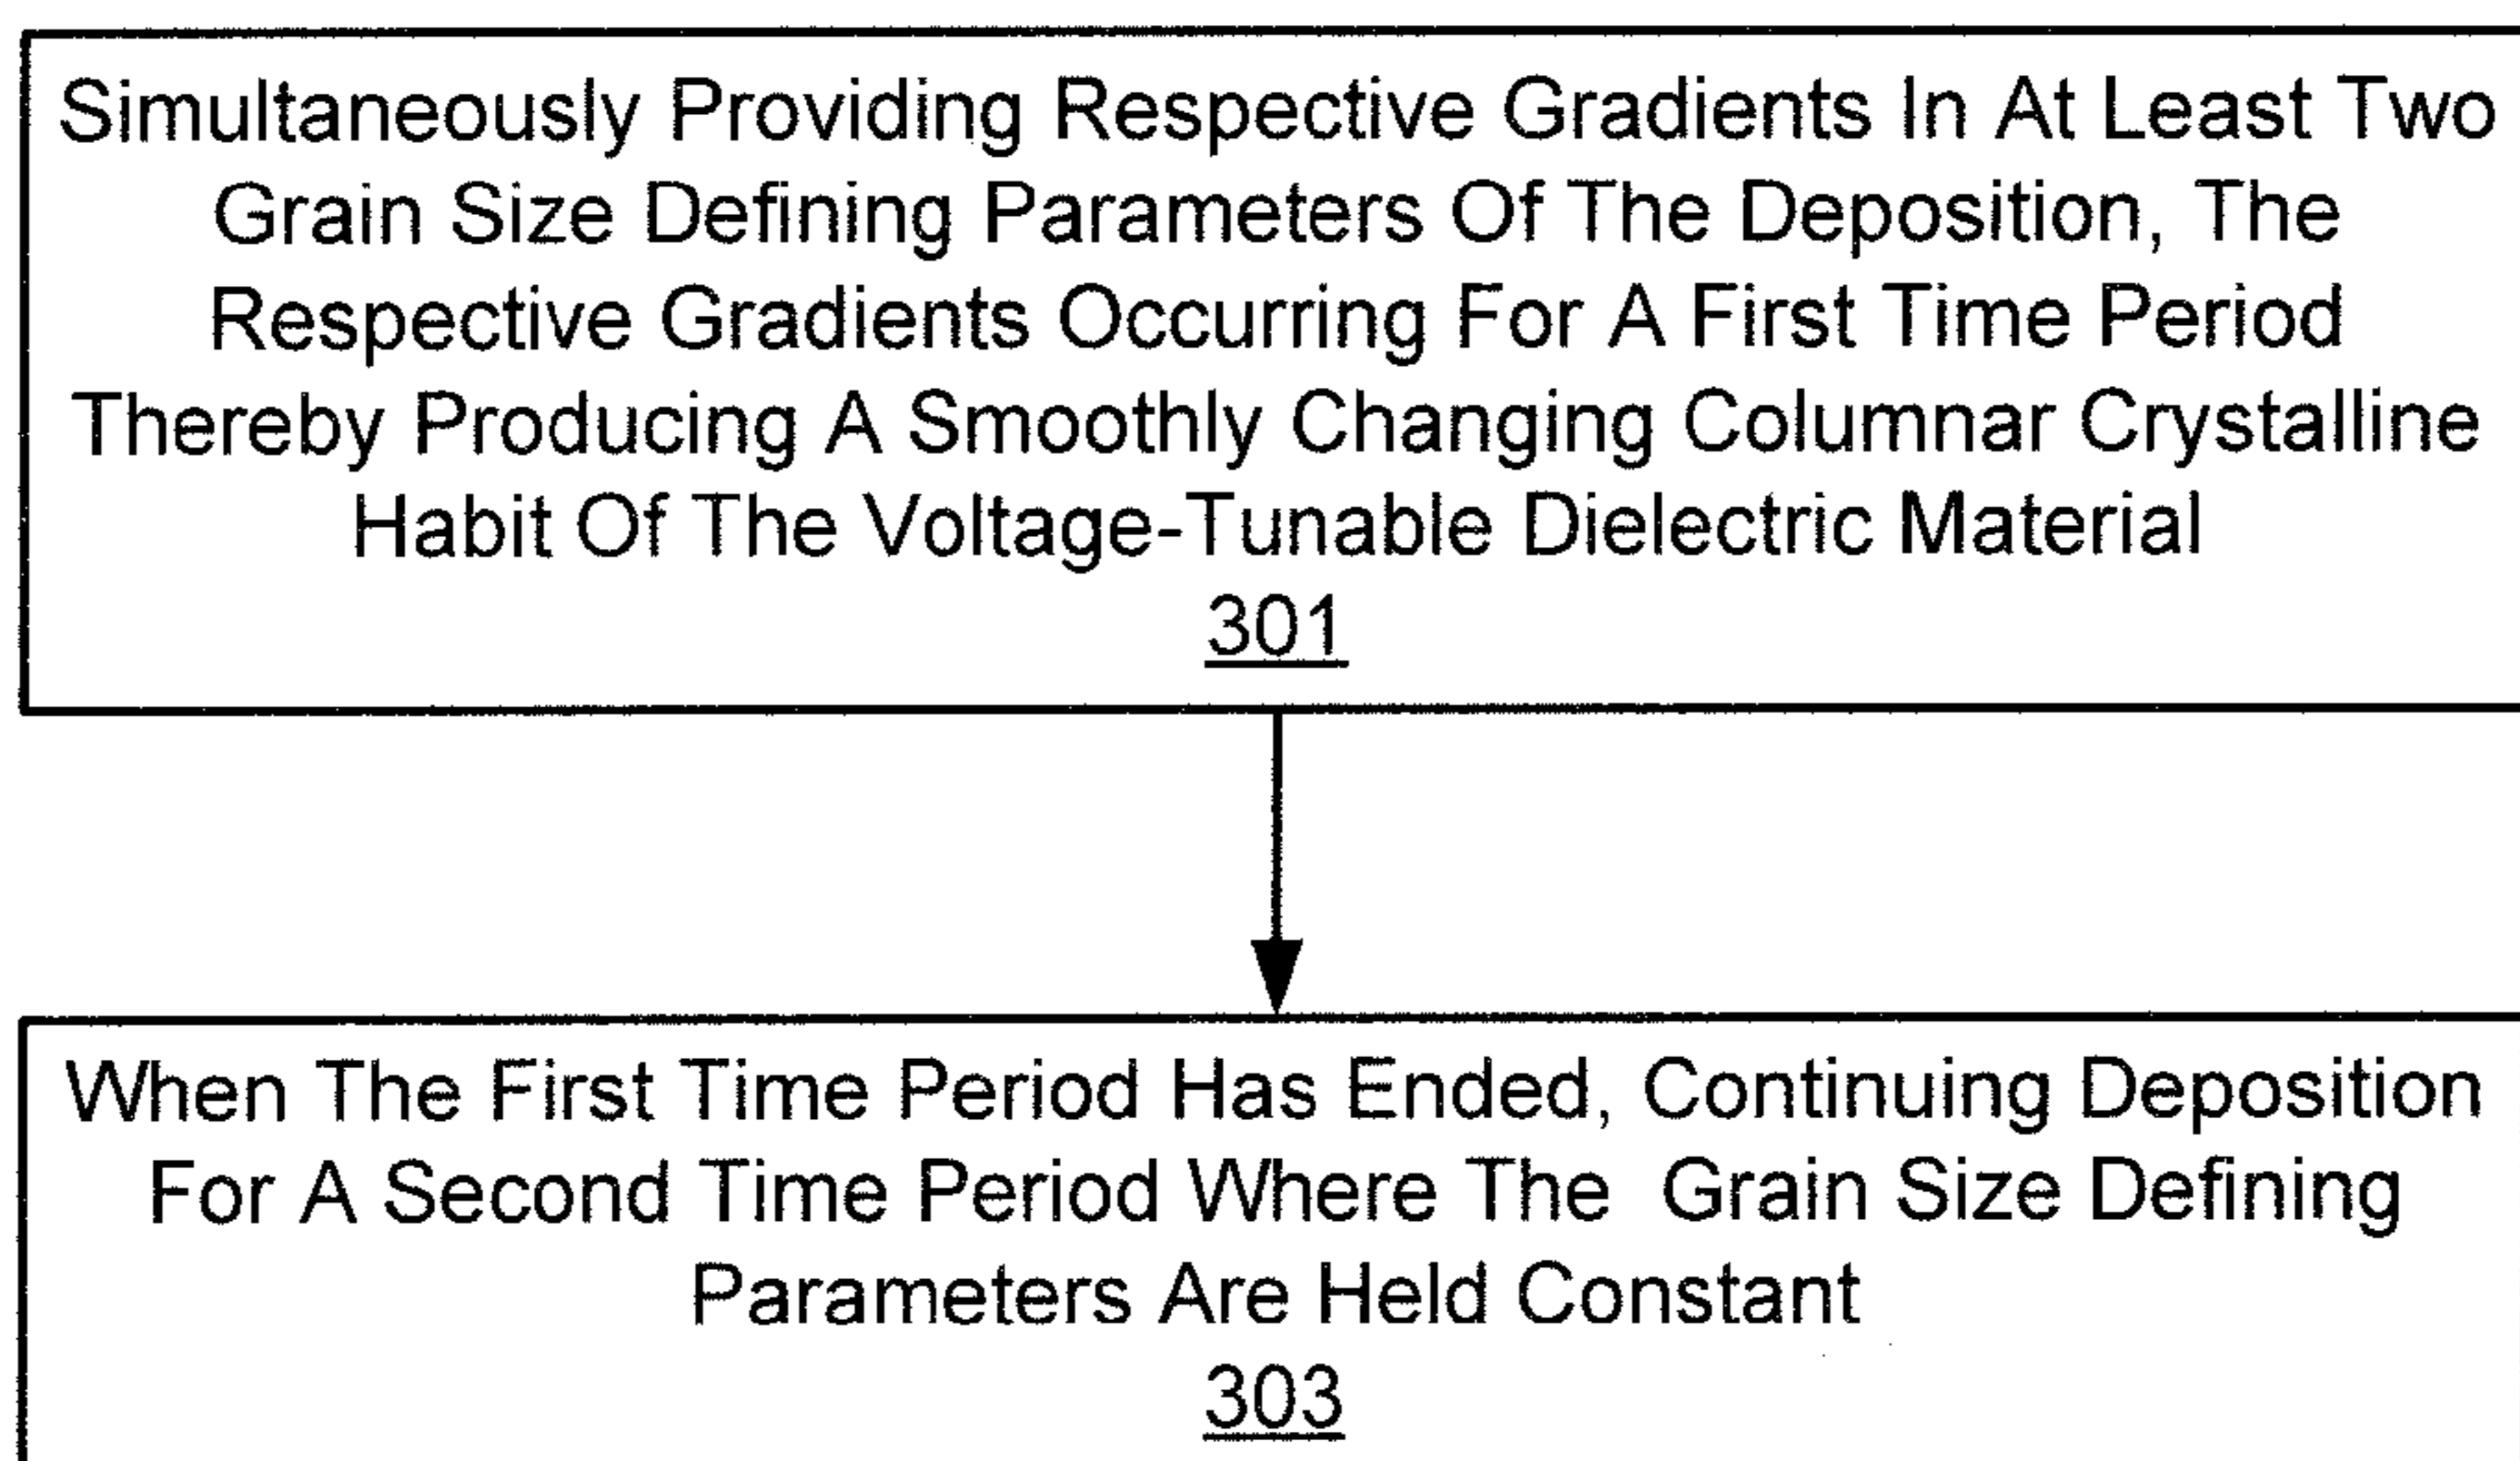 Simultaneously Providing Respective Gradients In At Least Two
Grain Size Defining Parameters Of The Deposition, The
Respective Gradients Occurring For A First Time Period
Thereby Producing A Smoothly Changing Columnar Crystalline
Habit Of The Voltage-Tunable Dielectric Material
301
When The First Time Period Has Ended, Continuing Deposition
For A Second Time Period Where The Grain Size Defining
Parameters Are Held Constant
303